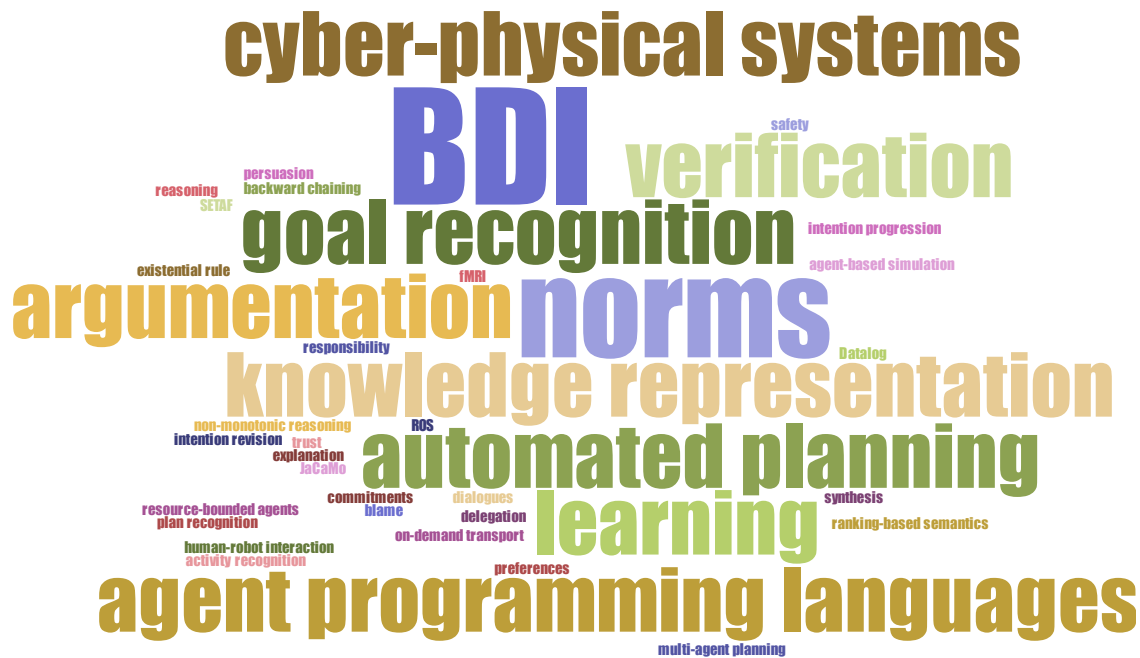 cyber-physical systems
BDI
safety
verification
persuasion
reasoning
backward chaining
SETAF
goal recognition
intention progression
agent-based simulation
existential rule
fMRI
argumentation
norms
responsibility
Datalog
knowledge representation
non-monotonic reasoning
ROS
intention revision
trust
explanation
JaCaMo
automated planning
commitments
dialogues
synthesis
resource-bounded agents
blame
delegation
learning
plan recognition
ranking-based semantics
on-demand transport
human-robot interaction
activity recognition
preferences
agent programming languages
multi-agent planning